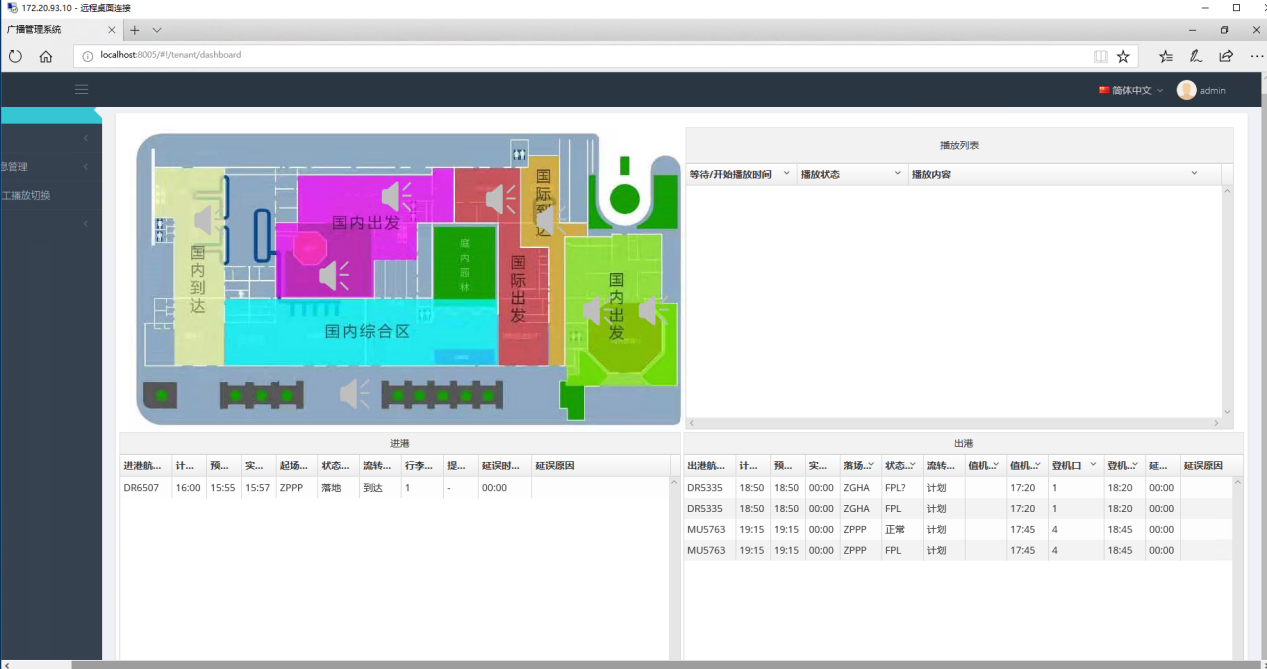 172.20.93.10 - 远程桌面连接
广播管理系统
localhost:8005/#!/tenant/dashboard
简体中文 admin
息管理
工播放切换
国内到达
国内出发
国际到达
国际出发
庭内园林
国内出发
国内综合区
播放列表
等待/开始播放时间 播放状态 播放内容
进港
进港航... 计... 预... 实... 起场... 状态... 流转... 行李... 提... 延误时... 延误原因
DR6507 16:00 15:55 15:57 ZPPP 落地 到达 1 - 00:00
出港
出港航... 计... 预... 实... 落场... 状态... 流转... 值机... 值机... 登机口 登机... 延... 延误原因
DR5335 18:50 18:50 00:00 ZGHA FPL? 计划 17:20 1 18:20 00:00
DR5335 18:50 18:50 00:00 ZGHA FPL 计划 17:20 1 18:20 00:00
MU5763 19:15 19:15 00:00 ZPPP 正常 计划 17:45 4 18:45 00:00
MU5763 19:15 19:15 00:00 ZPPP FPL 计划 17:45 4 18:45 00:00